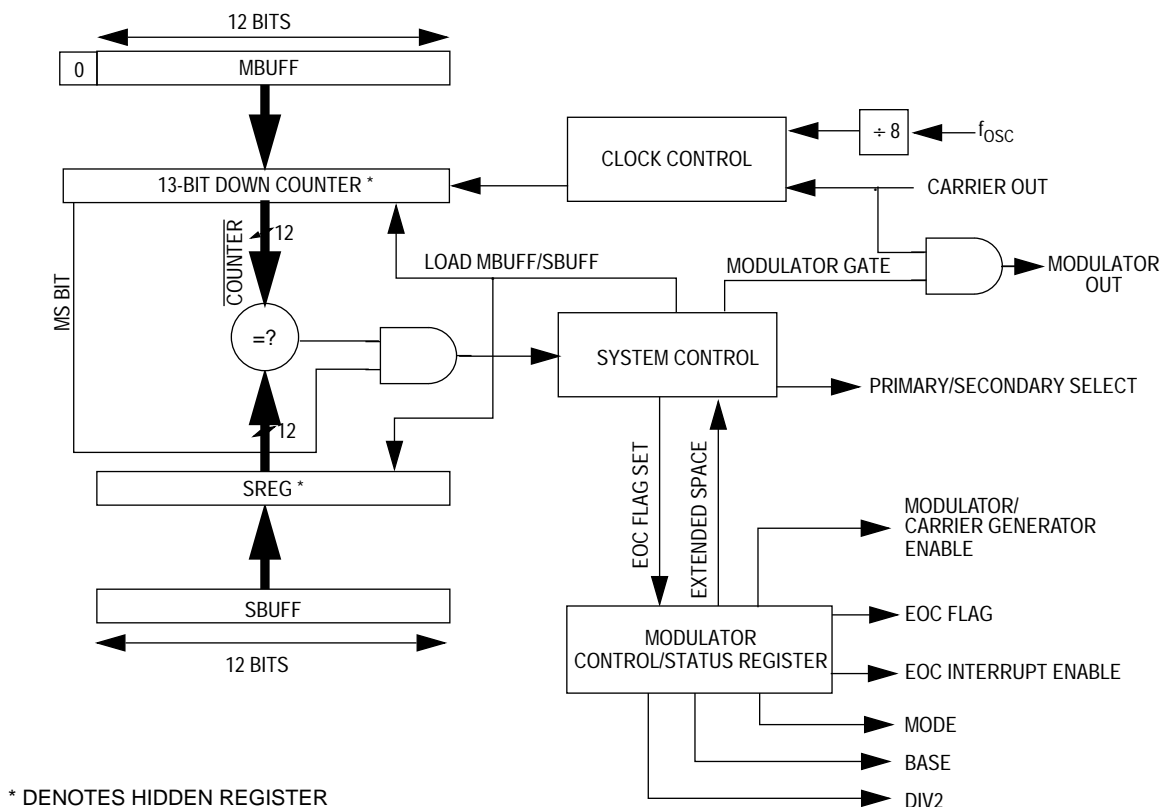 12 BITS
0
MBUFF
÷ 8
fOSC
CLOCK CONTROL
13-BIT DOWN COUNTER *
CARRIER OUT
12
COUNTER
LOAD MBUFF/SBUFF
MODULATOR GATE
MODULATOR
OUT
MS BIT
=?
SYSTEM CONTROL
PRIMARY/SECONDARY SELECT
12
SREG *
EOC FLAG SET
EXTENDED SPACE
MODULATOR/
CARRIER GENERATOR
ENABLE
SBUFF
12 BITS
MODULATOR
CONTROL/STATUS REGISTER
EOC FLAG
EOC INTERRUPT ENABLE
MODE
BASE
DIV2
* DENOTES HIDDEN REGISTER